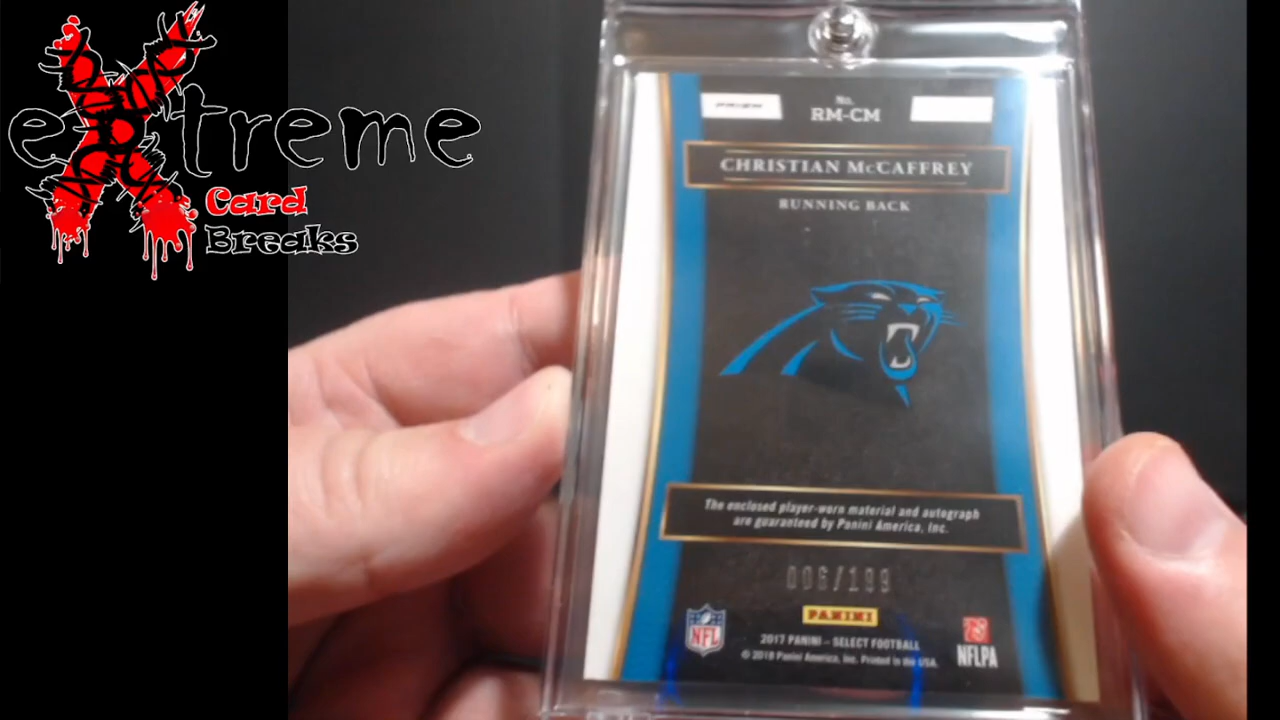 eXtreme
Card
Breaks
No.
RM-CM
CHRISTIAN McCAFFREY
RUNNING BACK
The enclosed player-worn material and autograph
are guaranteed by Panini America, Inc.
006/199
PANINI
NFL
2017 PANINI – SELECT FOOTBALL
© 2018 Panini America, Inc. Printed in the USA.
NFLPA